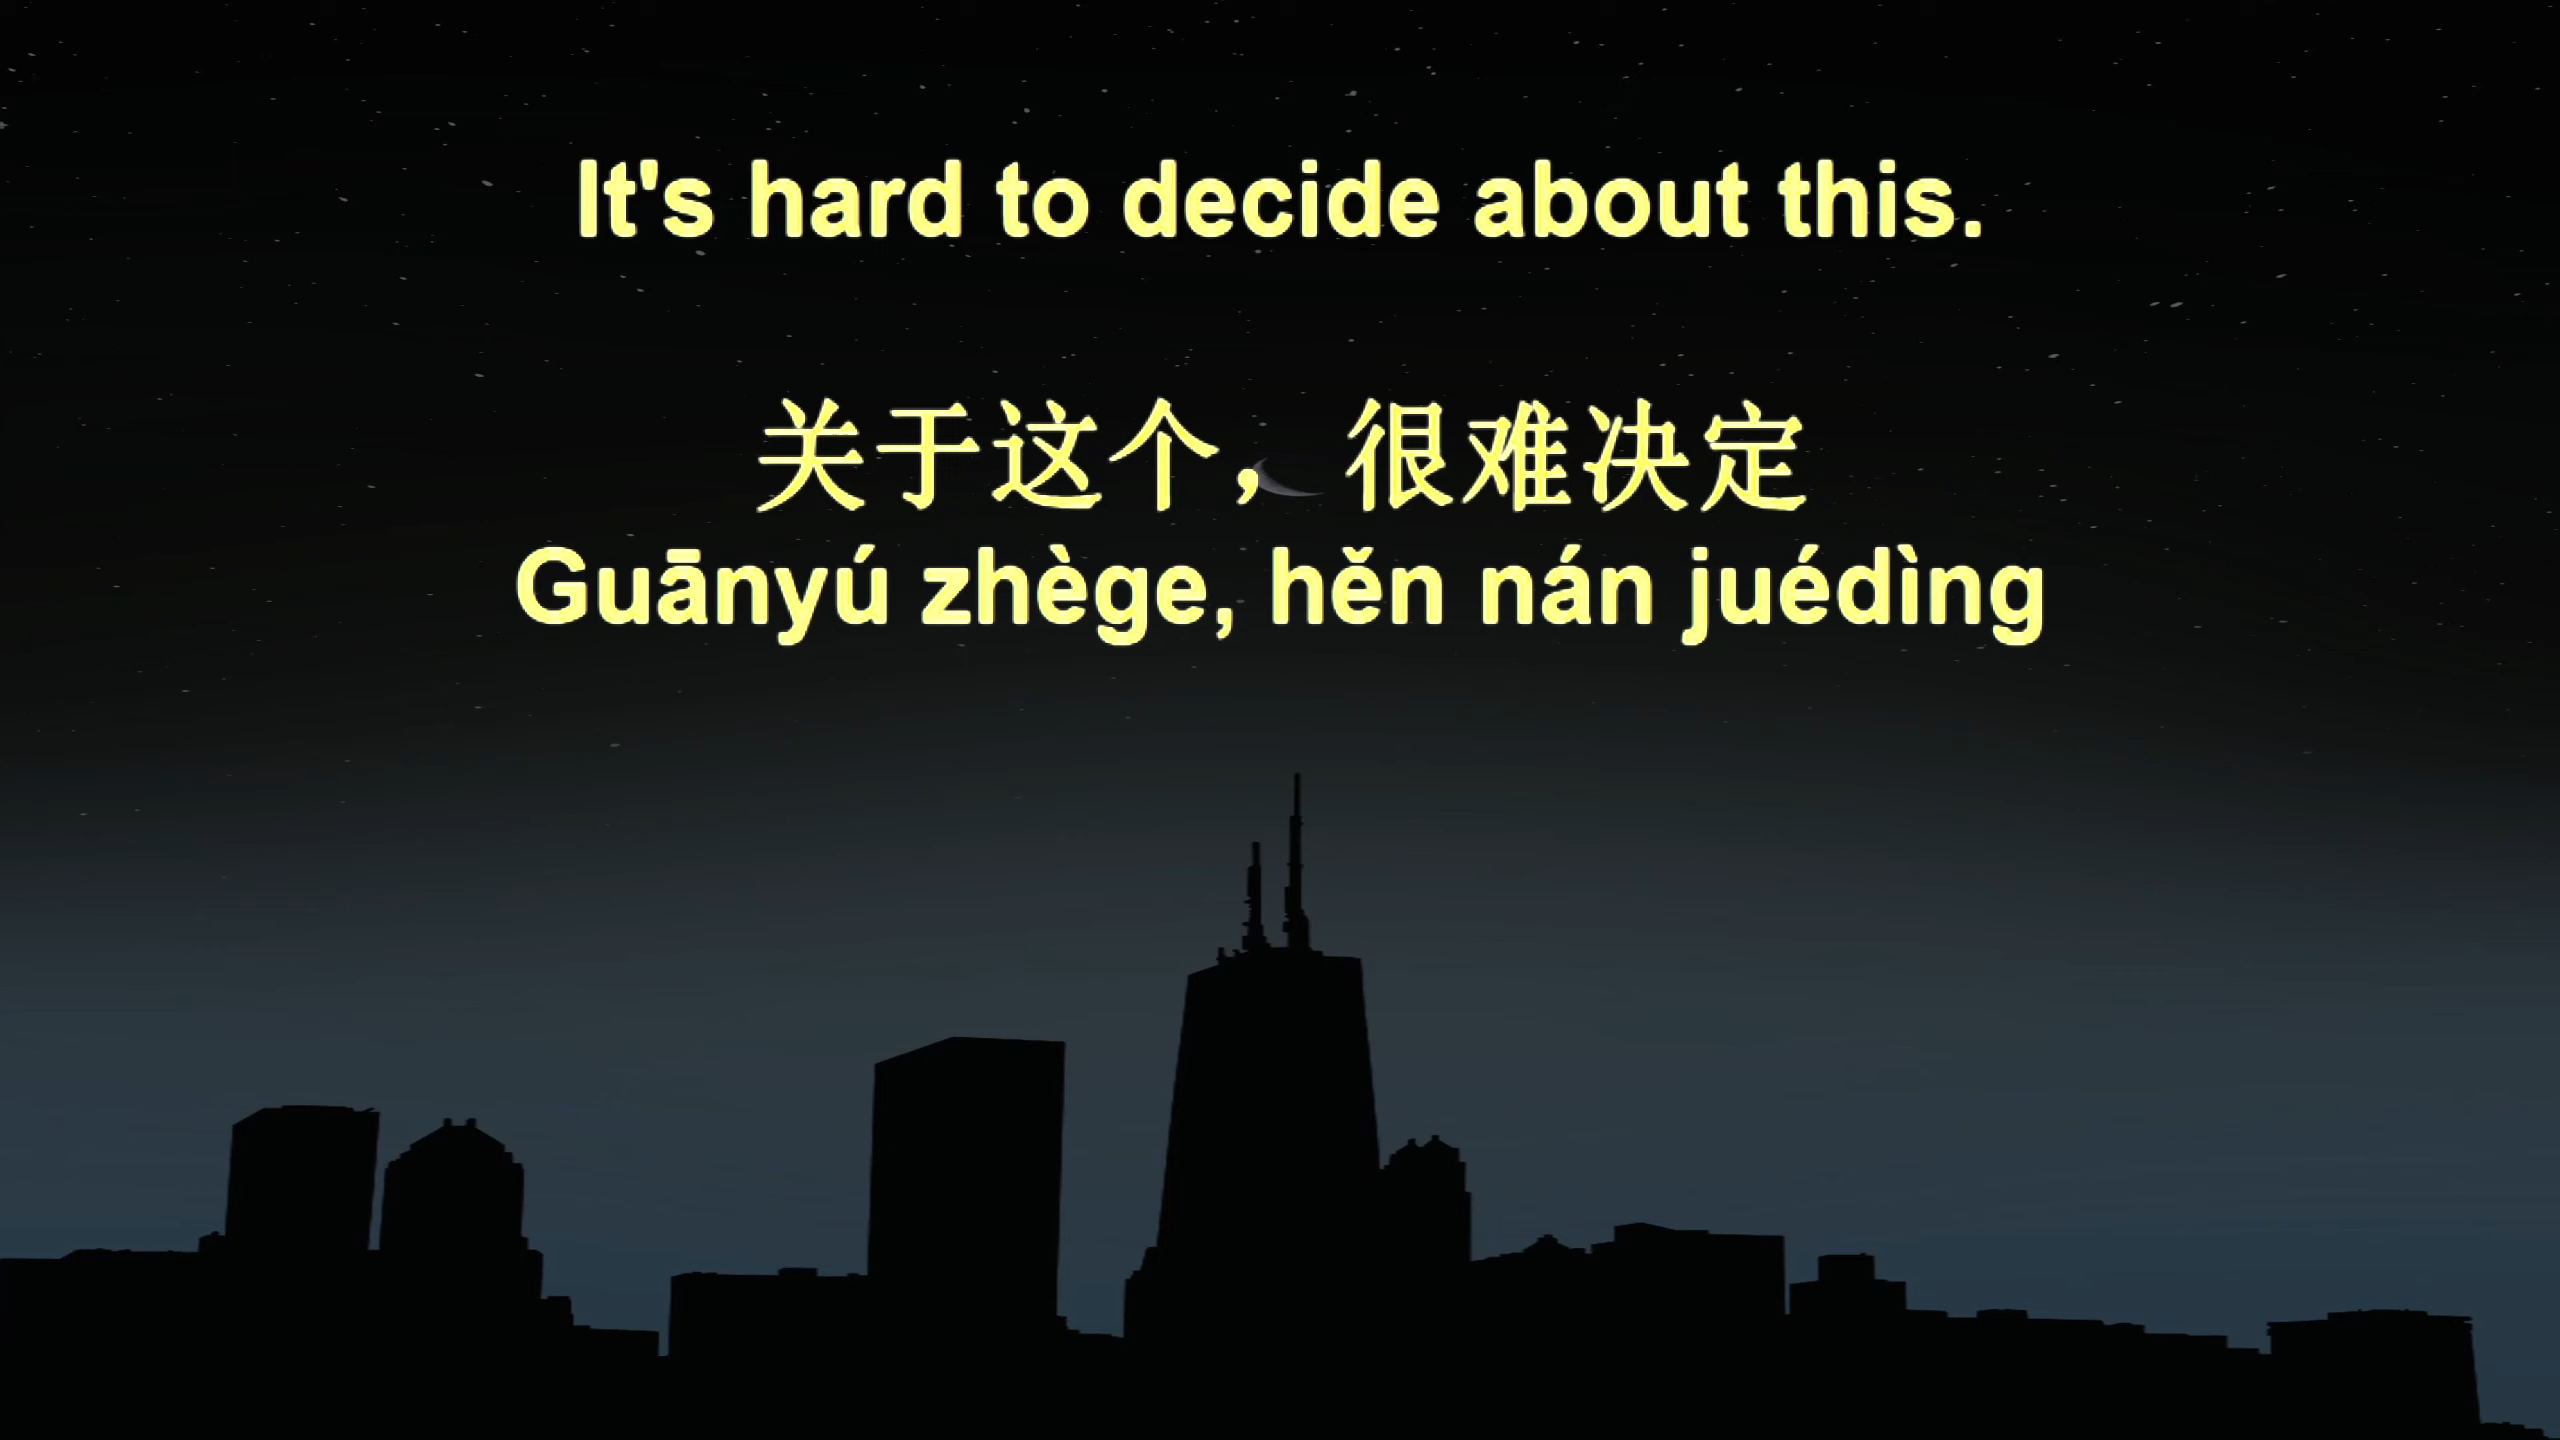 It's hard to decide about this.
关于这个，很难决定
Guānyú zhège, hěn nán juédìng